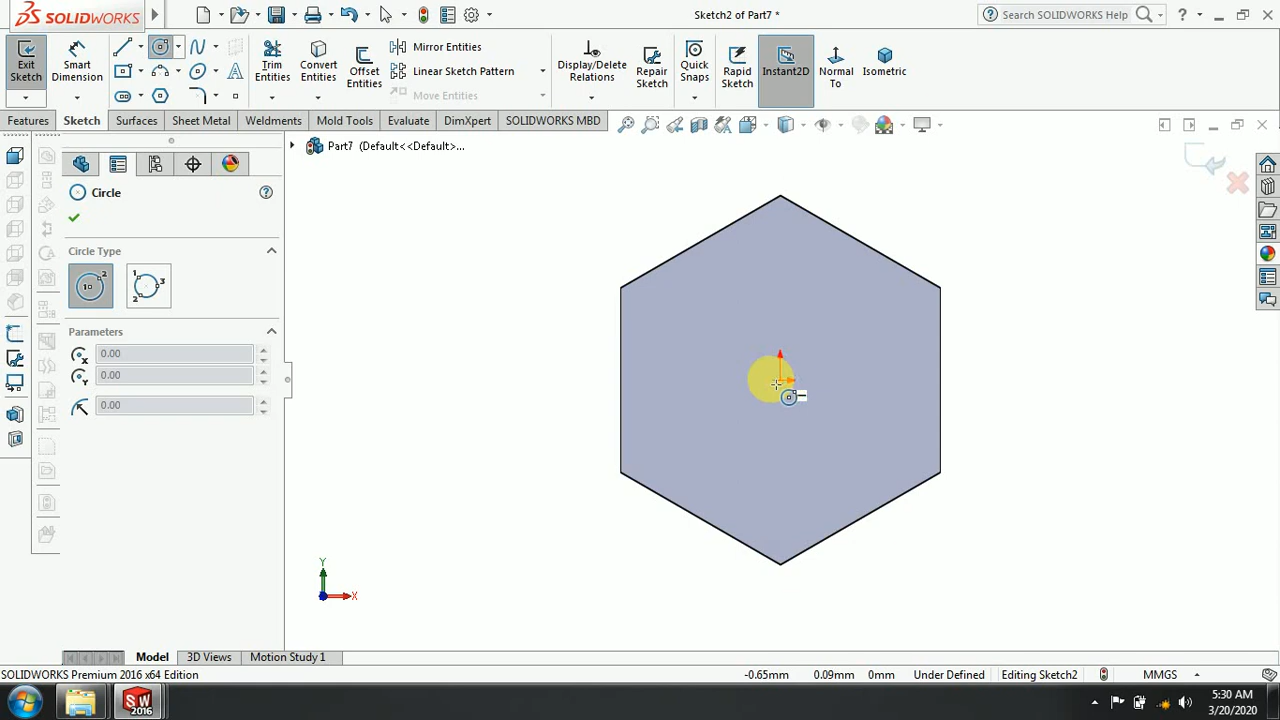 SOLIDWORKS
Sketch2 of Part7 *
Search SOLIDWORKS Help
Exit Sketch
Smart Dimension
Trim Entities
Convert Entities
Offset Entities
Mirror Entities
Linear Sketch Pattern
Move Entities
Display/Delete Relations
Repair Sketch
Quick Snaps
Rapid Sketch
Instant2D
Normal To
Isometric
Features
Sketch
Surfaces
Sheet Metal
Weldments
Mold Tools
Evaluate
DimXpert
SOLIDWORKS MBD
Part7 (Default<<Default>...
Circle
Circle Type
Parameters
0.00
0.00
0.00
Y
X
Model
3D Views
Motion Study 1
SOLIDWORKS Premium 2016 x64 Edition
-0.65mm
0.09mm
0mm
Under Defined
Editing Sketch2
MMGS
SW
2016
5:30 AM
3/20/2020